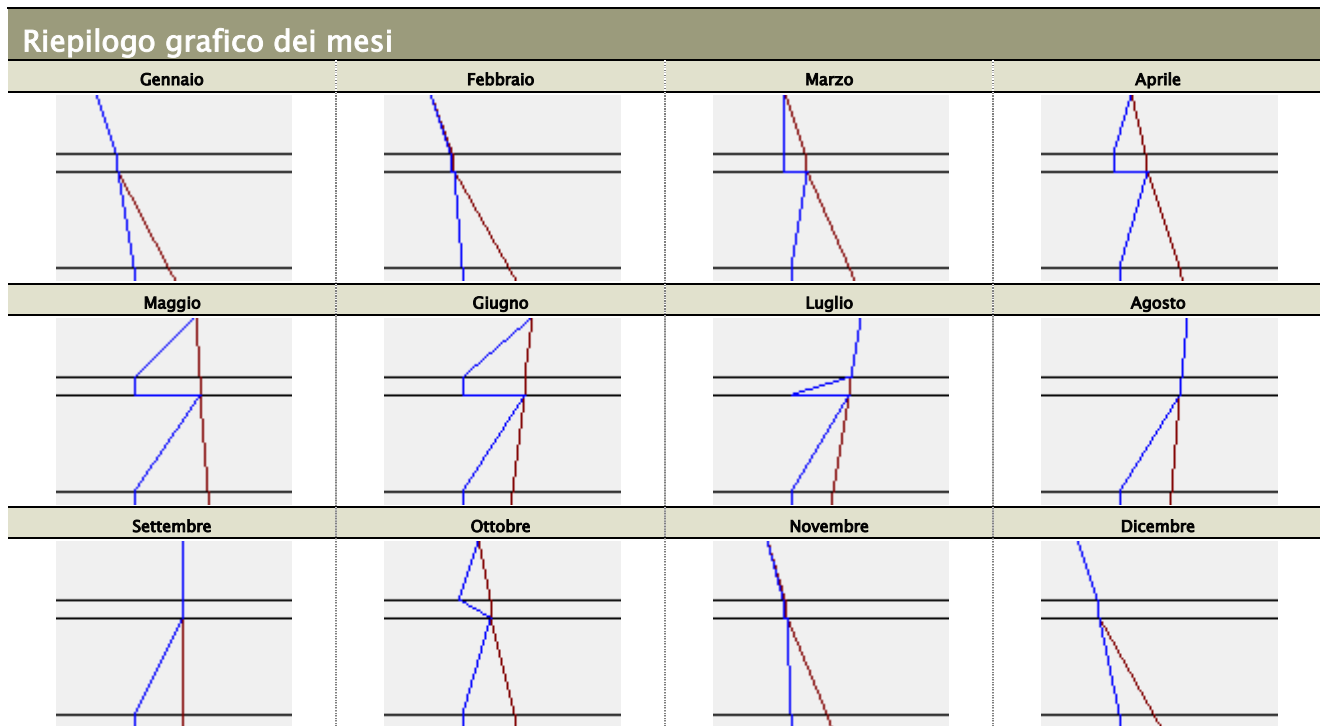 Riepilogo grafico dei mesi
Gennaio Febbraio Marzo Aprile
Maggio Giugno Luglio Agosto
Settembre Ottobre Novembre Dicembre